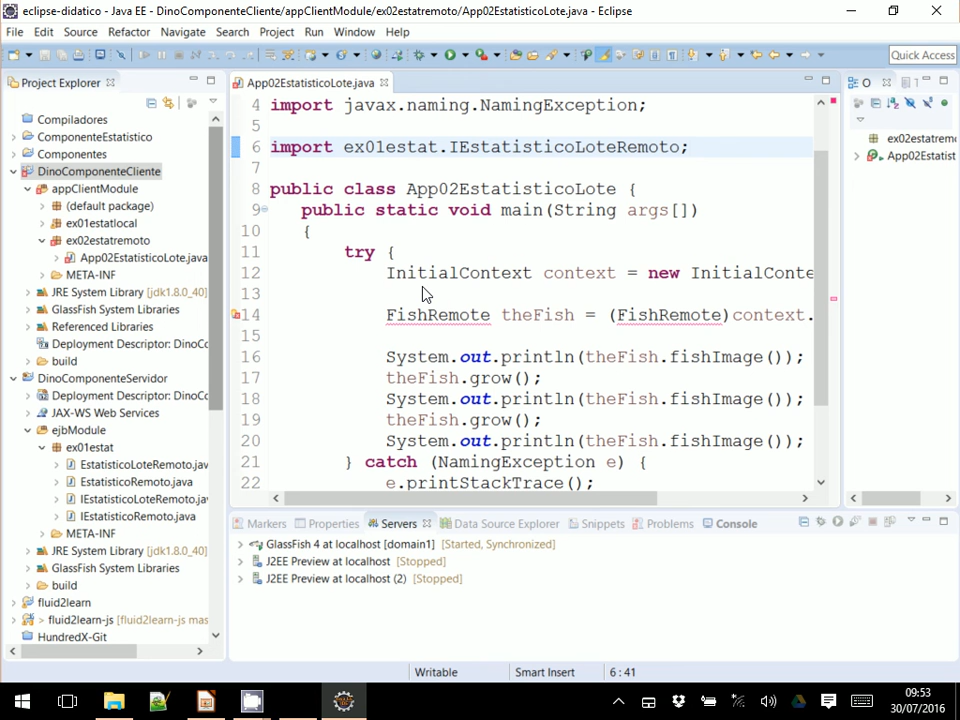 eclipse-didatico - Java EE - DinoComponenteCliente/appClientModule/ex02estatremoto/App02EstatisticoLote.java - Eclipse
File Edit Source Refactor Navigate Search Project Run Window Help
Quick Access
Project Explorer
Compiladores
ComponenteEstatistico
Componentes
DinoComponenteCliente
appClientModule
(default package)
ex01estatlocal
ex02estatremoto
App02EstatisticoLote.java
META-INF
JRE System Library [jdk1.8.0_40]
GlassFish System Libraries
Referenced Libraries
Deployment Descriptor: DinoCc
build
DinoComponenteServidor
Deployment Descriptor: DinoCc
JAX-WS Web Services
ejbModule
ex01estat
EstatisticoLoteRemoto.jav
EstatisticoRemoto.java
IEstatisticoLoteRemoto.jav
IEstatisticoRemoto.java
META-INF
JRE System Library [jdk1.8.0_40]
GlassFish System Libraries
build
fluid2learn
> fluid2learn-js mas
HundredX-Git
App02EstatisticoLote.java
4 import javax.naming.NamingException;
5
6 import ex01estat.IEstatisticoLoteRemoto;
7
8 public class App02EstatisticoLote {
9 public static void main(String args[])
10 {
11 try {
12 InitialContext context = new InitialConte
13
14 FishRemote theFish = (FishRemote)context.
15
16 System.out.println(theFish.fishImage());
17 theFish.grow();
18 System.out.println(theFish.fishImage());
19 theFish.grow();
20 System.out.println(theFish.fishImage());
21 } catch (NamingException e) {
22 e.printStackTrace();
O
ex02estatremo
App02Estatist
Markers Properties Servers Data Source Explorer Snippets Problems Console
GlassFish 4 at localhost [domain1] [Started, Synchronized]
J2EE Preview at localhost [Stopped]
J2EE Preview at localhost (2) [Stopped]
Writable Smart Insert 6 : 41
09:53
30/07/2016